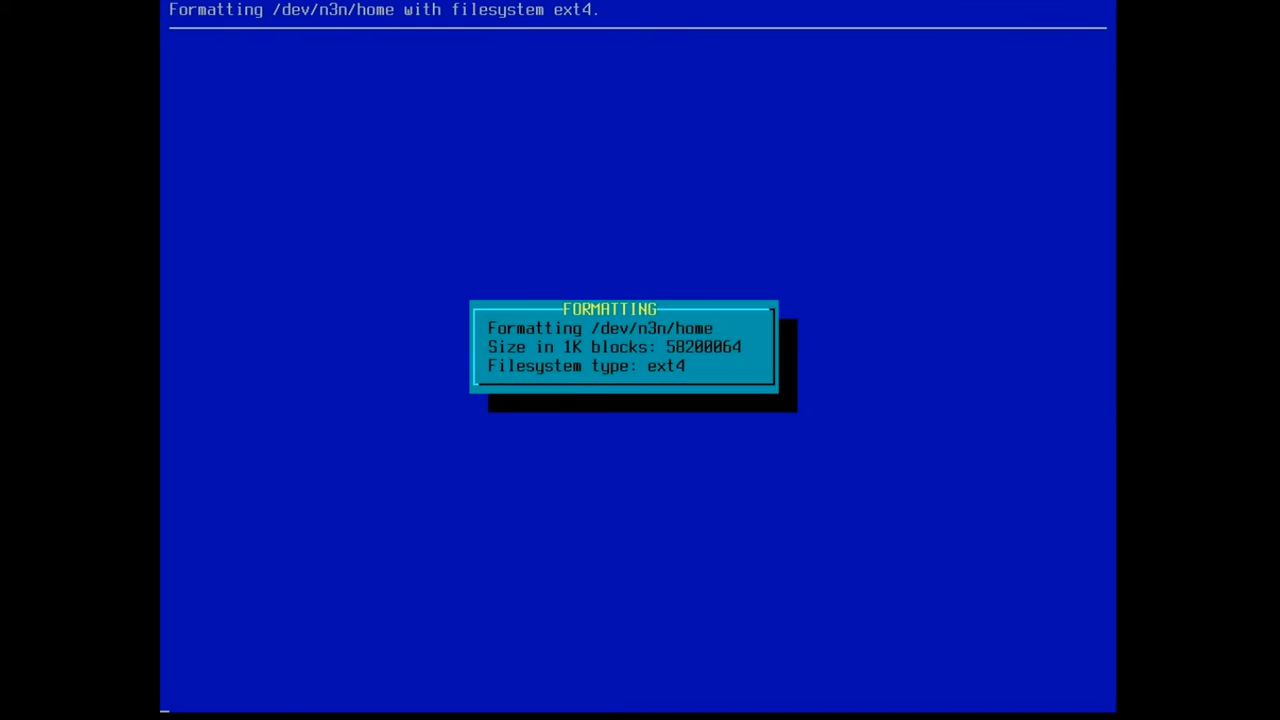 Formatting /dev/n3n/home with filesystem ext4.
FORMATTING
Formatting /dev/n3n/home
Size in 1K blocks: 58200064
Filesystem type: ext4